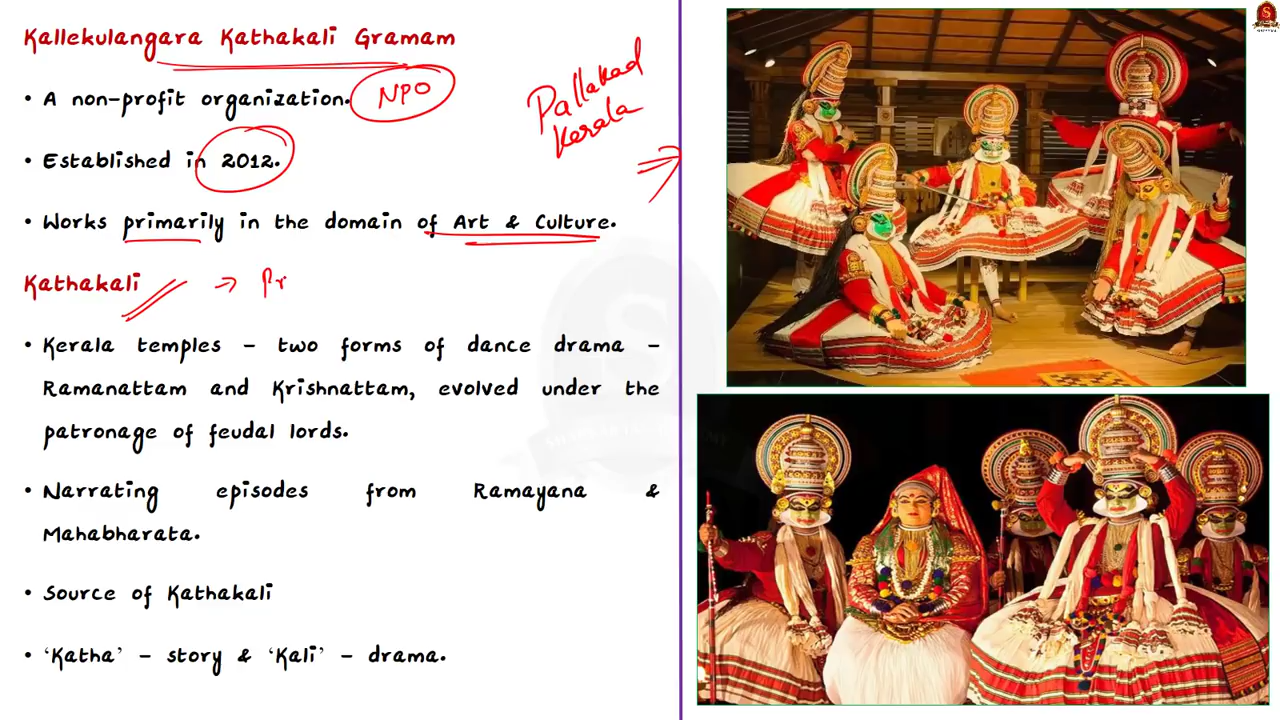 Kallekulangara Kathakali Gramam
• A non-profit organization. NPO
Pallakad
Kerala
• Established in 2012.
• Works primarily in the domain of Art & Culture.
Kathakali → Pr
• Kerala temples – two forms of dance drama –
Ramanattam and Krishnattam, evolved under the
patronage of feudal lords.
• Narrating episodes from Ramayana &
Mahabharata.
• Source of Kathakali
• ‘Katha’ – story & ‘Kali’ – drama.